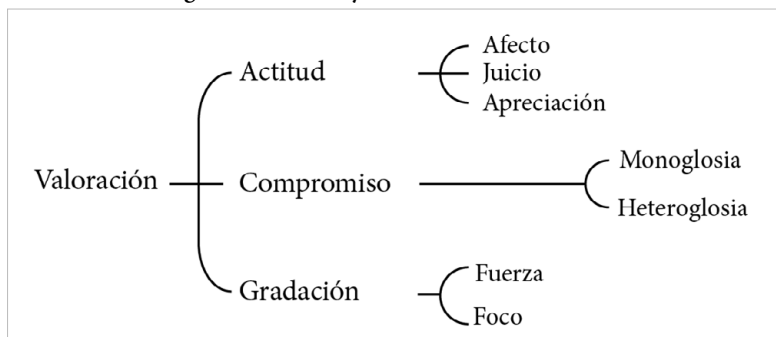 Actitud
Afecto
Juicio
Apreciación
Valoración
Compromiso
Monoglosia
Heteroglosia
Gradación
Fuerza
Foco